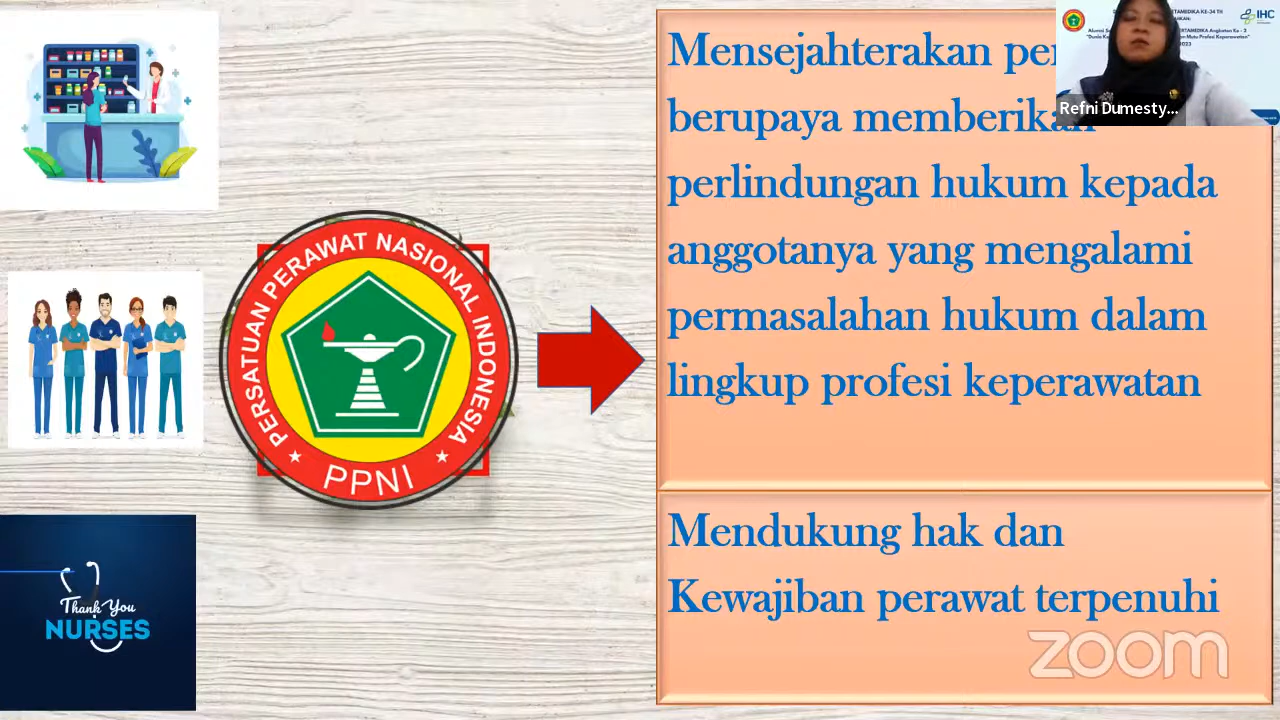 Mensejahterakan
berupaya memberikan
perlindungan hukum kepada
anggotanya yang mengalami
permasalahan hukum dalam
lingkup profesi keperawatan
Mendukung hak dan
Kewajiban perawat terpenuhi
PERSATUAN PERAWAT NASIONAL INDONESIA
PPNI
Thank You
NURSES
IHC
Refni Dumesty...
zoom